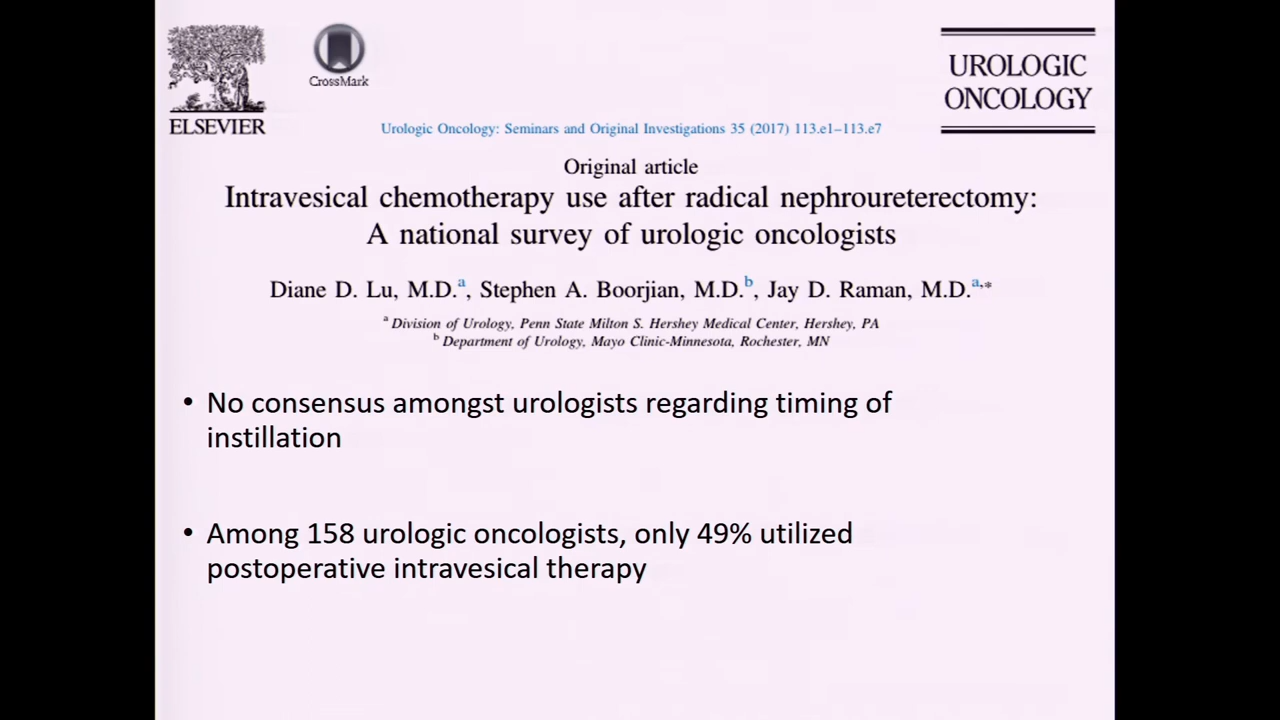 ELSEVIER
CrossMark
UROLOGIC
ONCOLOGY
Urologic Oncology: Seminars and Original Investigations 35 (2017) 113.e1–113.e7
Original article
Intravesical chemotherapy use after radical nephroureterectomy:
A national survey of urologic oncologists
Diane D. Lu, M.D.a, Stephen A. Boorjian, M.D.b, Jay D. Raman, M.D.a,*
a Division of Urology, Penn State Milton S. Hershey Medical Center, Hershey, PA
b Department of Urology, Mayo Clinic-Minnesota, Rochester, MN
• No consensus amongst urologists regarding timing of
instillation
• Among 158 urologic oncologists, only 49% utilized
postoperative intravesical therapy